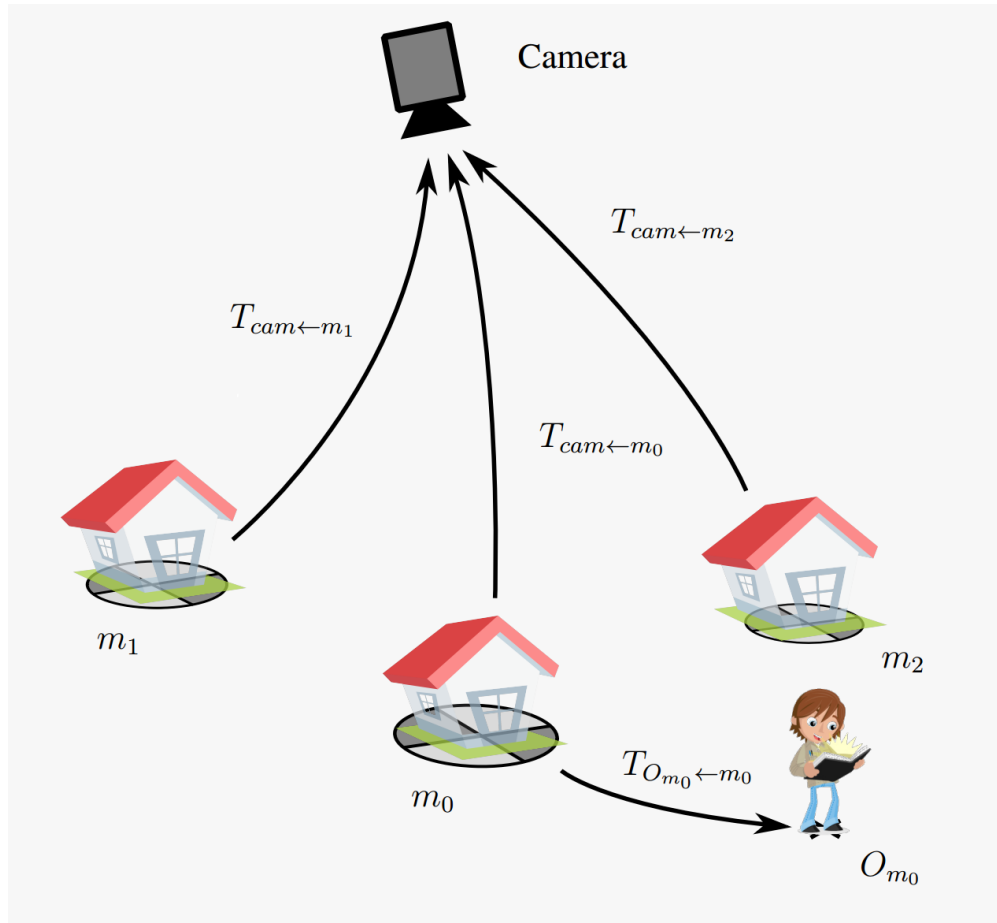 Camera
T_{cam←m_2}
T_{cam←m_1}
T_{cam←m_0}
m_1
m_2
m_0
T_{O_{m_0}←m_0}
O_{m_0}